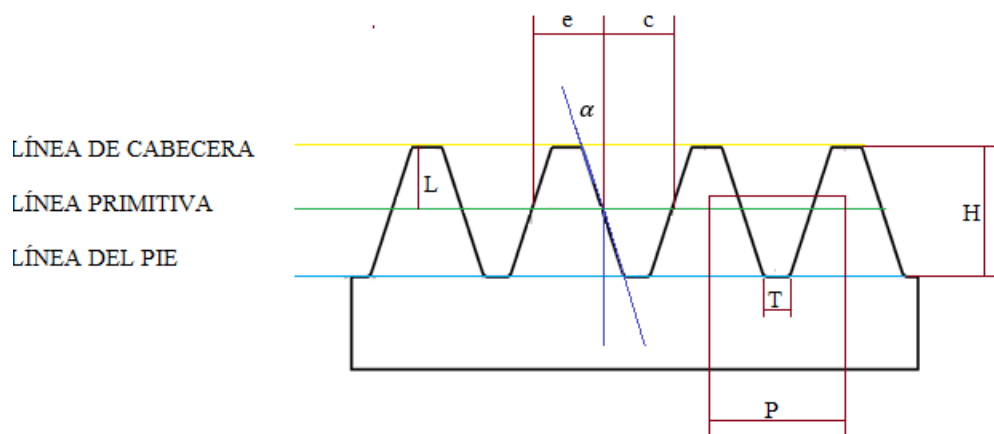 e
c
α
LÍNEA DE CABECERA
L
LÍNEA PRIMITIVA
H
LÍNEA DEL PIE
T
P